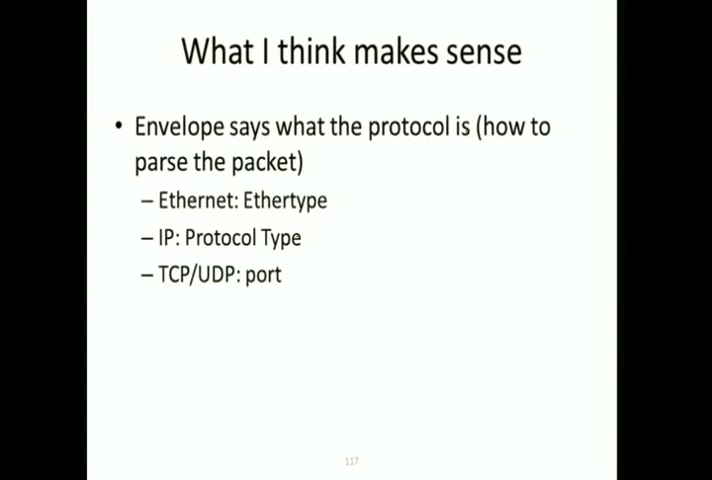 What I think makes sense
• Envelope says what the protocol is (how to
parse the packet)
– Ethernet: Ethertype
– IP: Protocol Type
– TCP/UDP: port
117